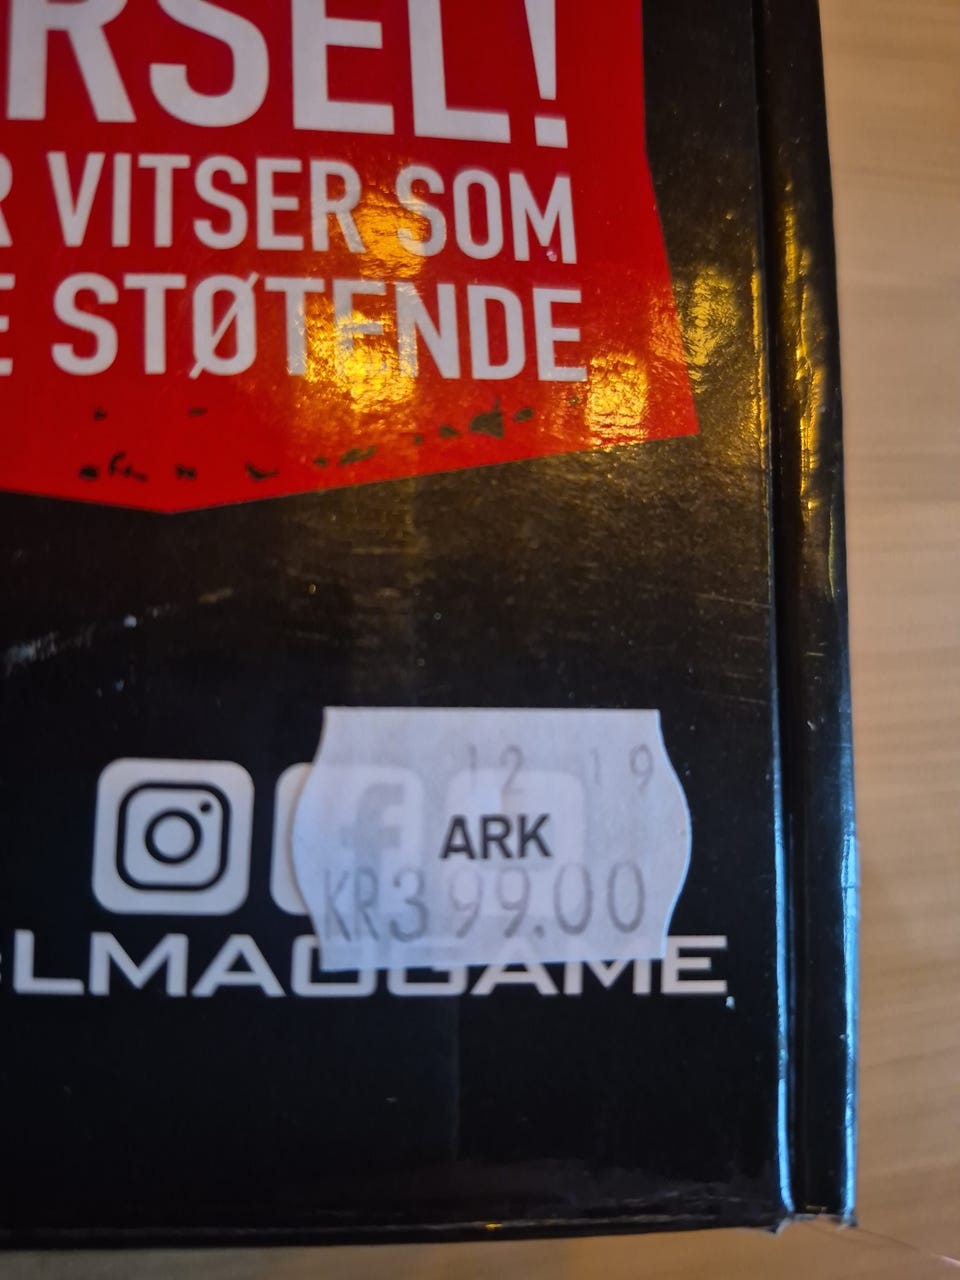 RSEL!
R VITSER SOM
E STØTENDE
12 19
ARK
KR399.00
LMAOGAME